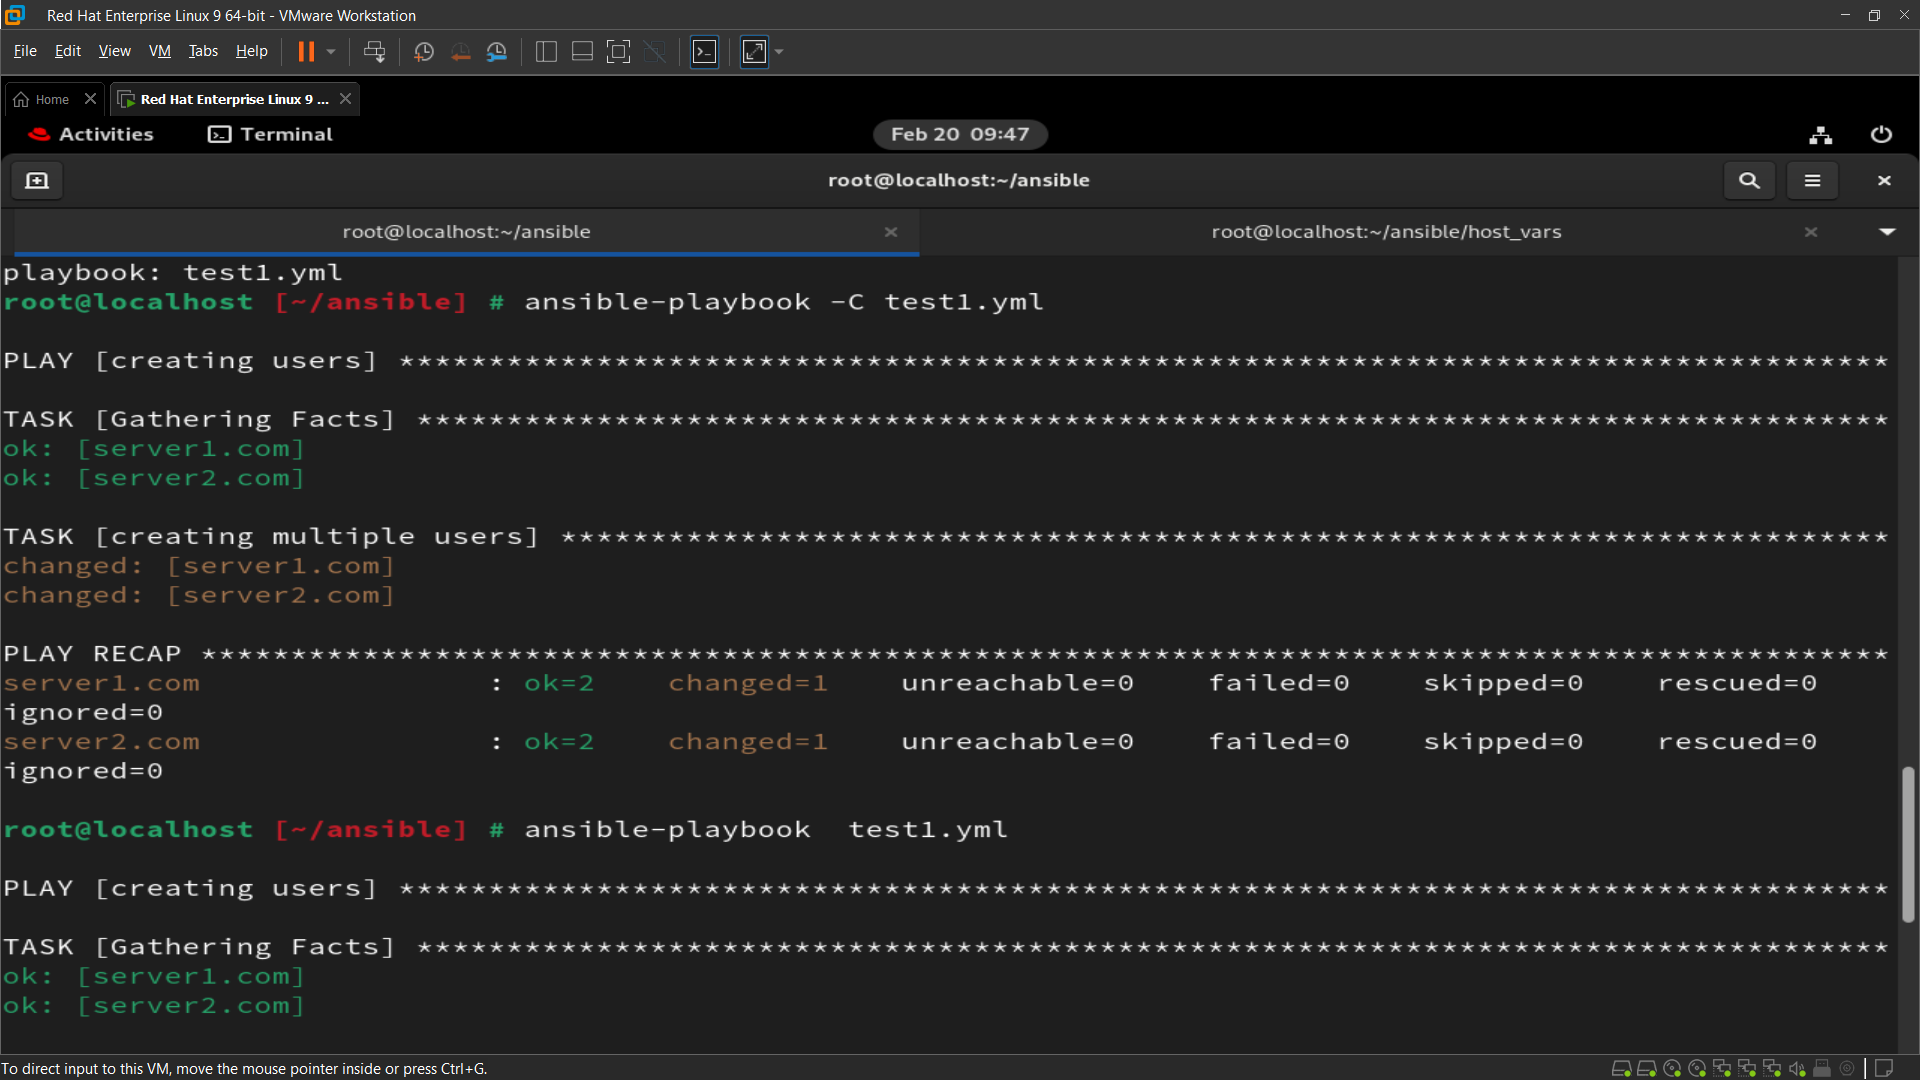 Red Hat Enterprise Linux 9 64-bit - VMware Workstation
File Edit View VM Tabs Help
Home Red Hat Enterprise Linux 9 ...
Activities Terminal Feb 20 09:47
root@localhost:~/ansible
root@localhost:~/ansible root@localhost:~/ansible/host_vars
playbook: test1.yml
root@localhost [~/ansible] # ansible-playbook -C test1.yml
PLAY [creating users] ***********************************************************************************
TASK [Gathering Facts] **********************************************************************************
ok: [server1.com]
ok: [server2.com]
TASK [creating multiple users] **************************************************************************
changed: [server1.com]
changed: [server2.com]
PLAY RECAP **********************************************************************************************
server1.com : ok=2 changed=1 unreachable=0 failed=0 skipped=0 rescued=0
ignored=0
server2.com : ok=2 changed=1 unreachable=0 failed=0 skipped=0 rescued=0
ignored=0
root@localhost [~/ansible] # ansible-playbook  test1.yml
PLAY [creating users] ***********************************************************************************
TASK [Gathering Facts] **********************************************************************************
ok: [server1.com]
ok: [server2.com]
To direct input to this VM, move the mouse pointer inside or press Ctrl+G.